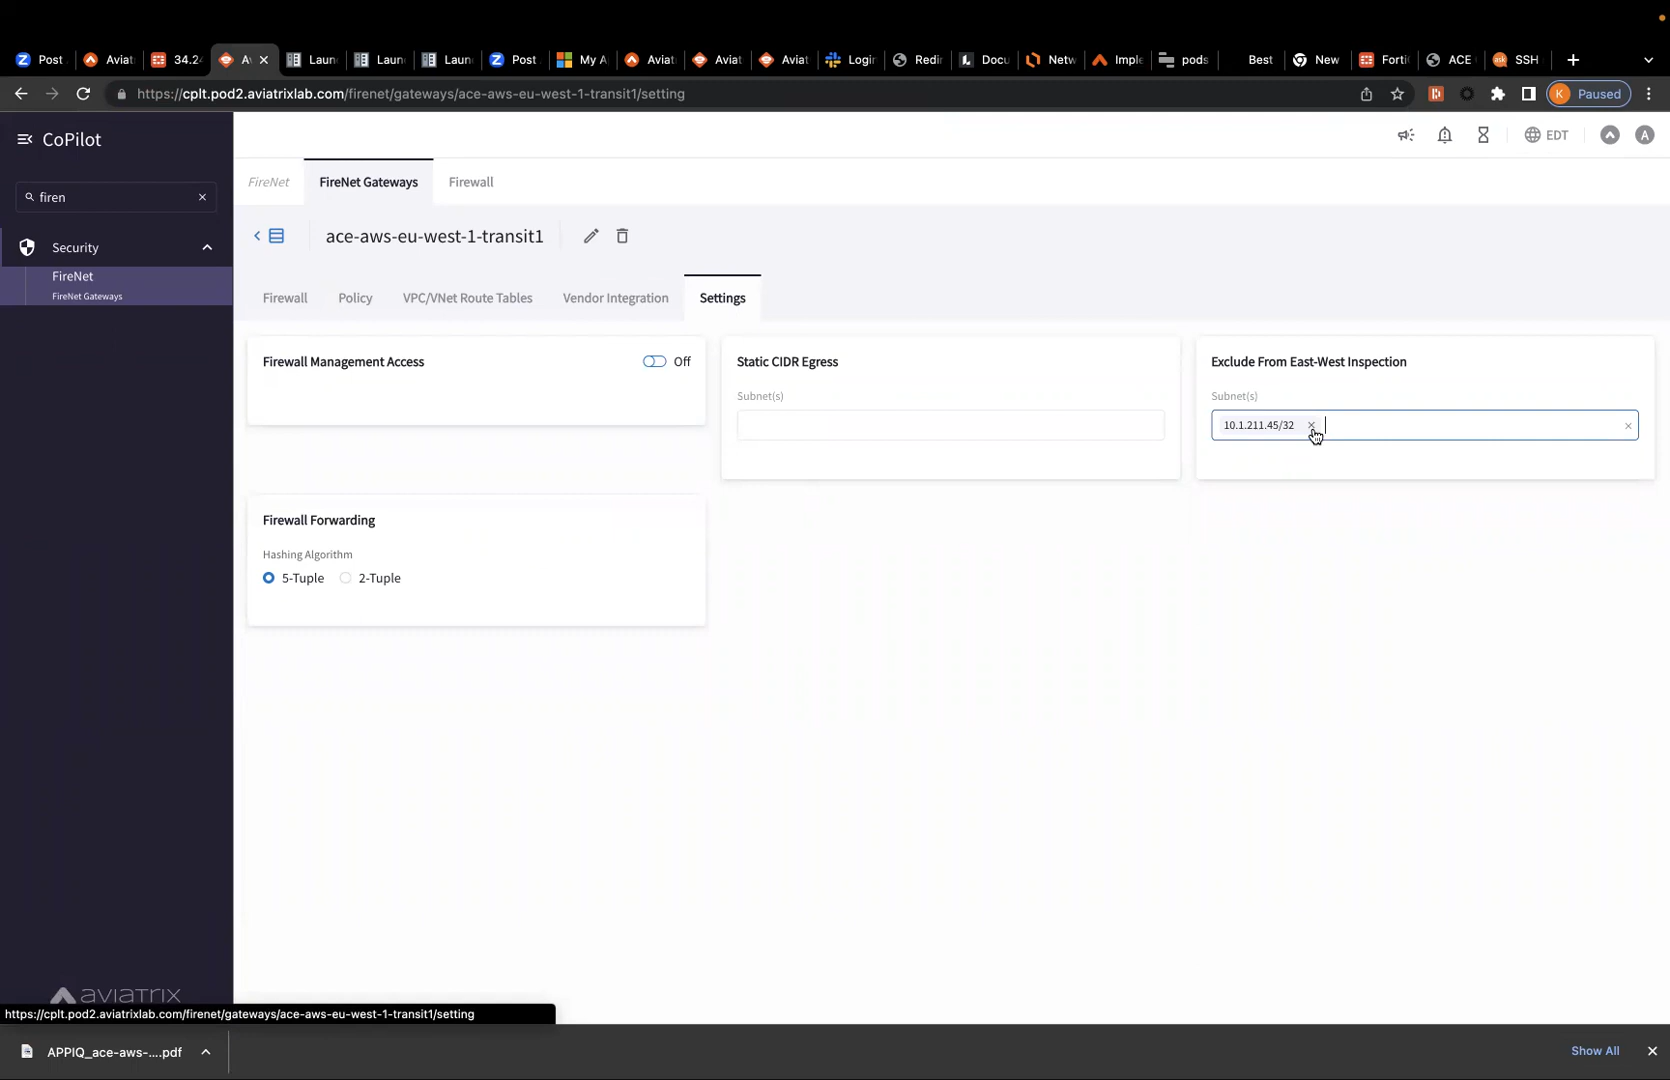 Post
Aviat
34.24
A
Laun
Laun
Laun
Post
My A
Aviat
Aviat
Aviat
Login
Redir
Docu
Netw
Imple
pods
Best
New
Forti
ACE
SSH
https://cplt.pod2.aviatrixlab.com/firenet/gateways/ace-aws-eu-west-1-transit1/setting
K Paused
CoPilot
EDT
A
firen
FireNet
FireNet Gateways
Firewall
Security
FireNet
FireNet Gateways
ace-aws-eu-west-1-transit1
Firewall
Policy
VPC/VNet Route Tables
Vendor Integration
Settings
Firewall Management Access
Off
Static CIDR Egress
Subnet(s)
Exclude From East-West Inspection
Subnet(s)
10.1.211.45/32
Firewall Forwarding
Hashing Algorithm
5-Tuple
2-Tuple
aviatrix
https://cplt.pod2.aviatrixlab.com/firenet/gateways/ace-aws-eu-west-1-transit1/setting
APPIQ_ace-aws-....pdf
Show All